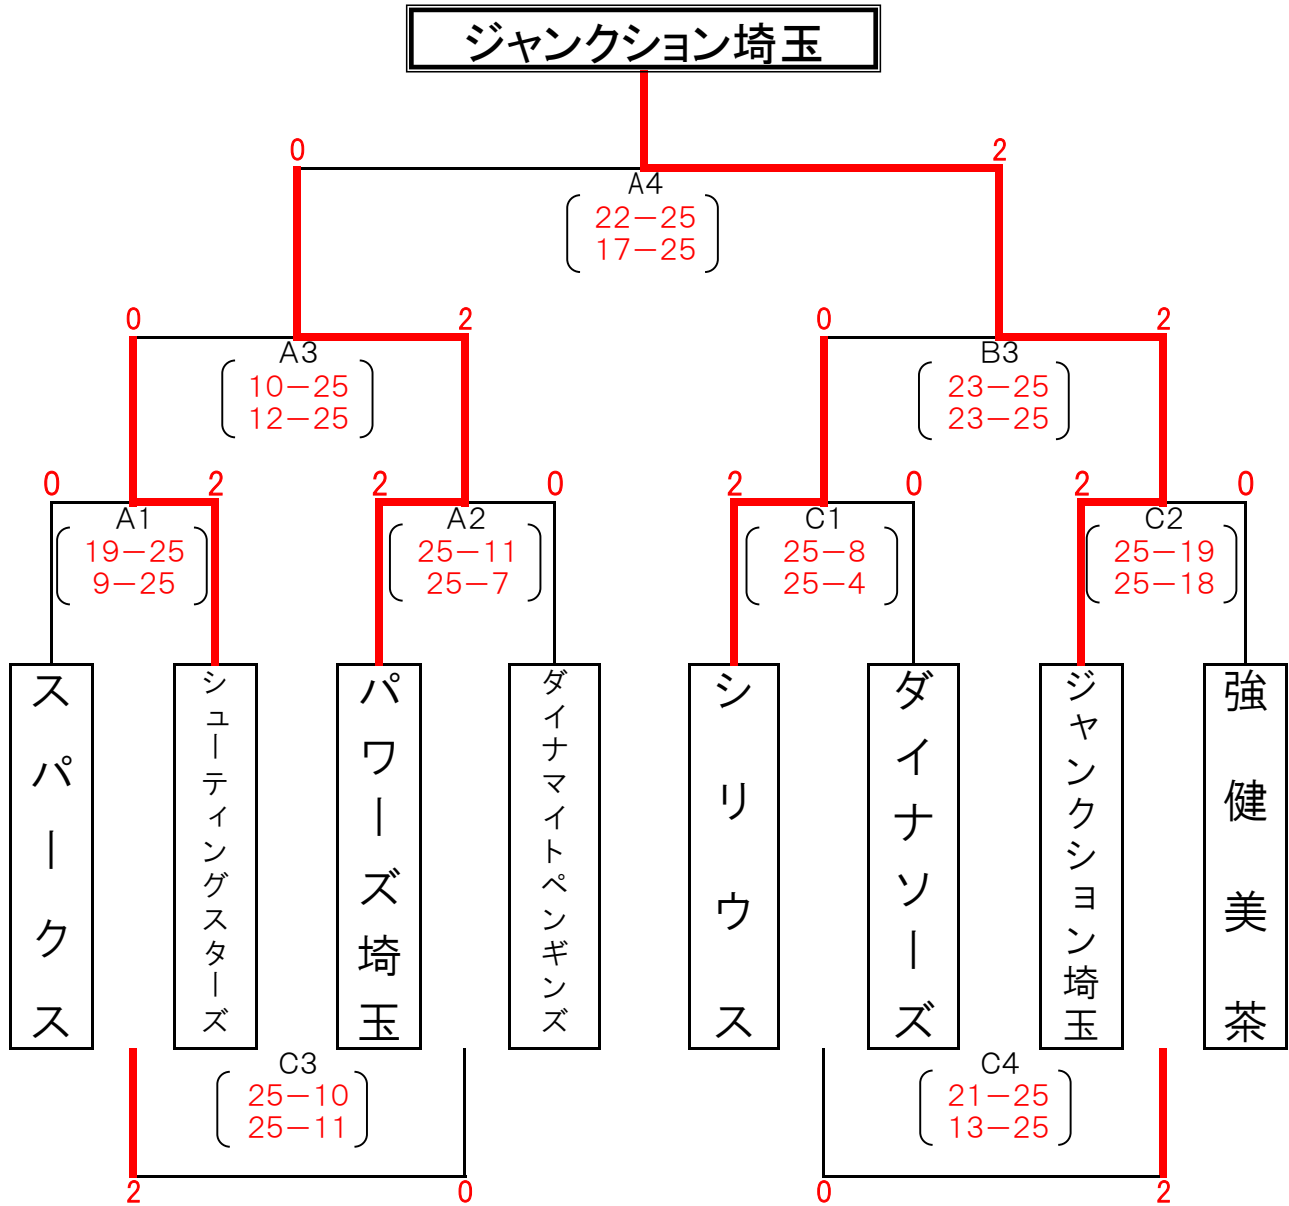 ジャンクション埼玉
0
2
A4
22－25
17－25
0
2
0
2
A3
B3
10－25
12－25
23－25
23－25
0
2
2
0
2
0
2
0
A1
A2
C1
C2
19－25
9－25
25－11
25－7
25－8
25－4
25－19
25－18
スパークス
シューティングスターズ
パワーズ埼玉
ダイナマイトペンギンズ
シリウス
ダイナソーズ
ジャンクション埼玉
強健美茶
C3
25－10
25－11
C4
21－25
13－25
2
0
0
2